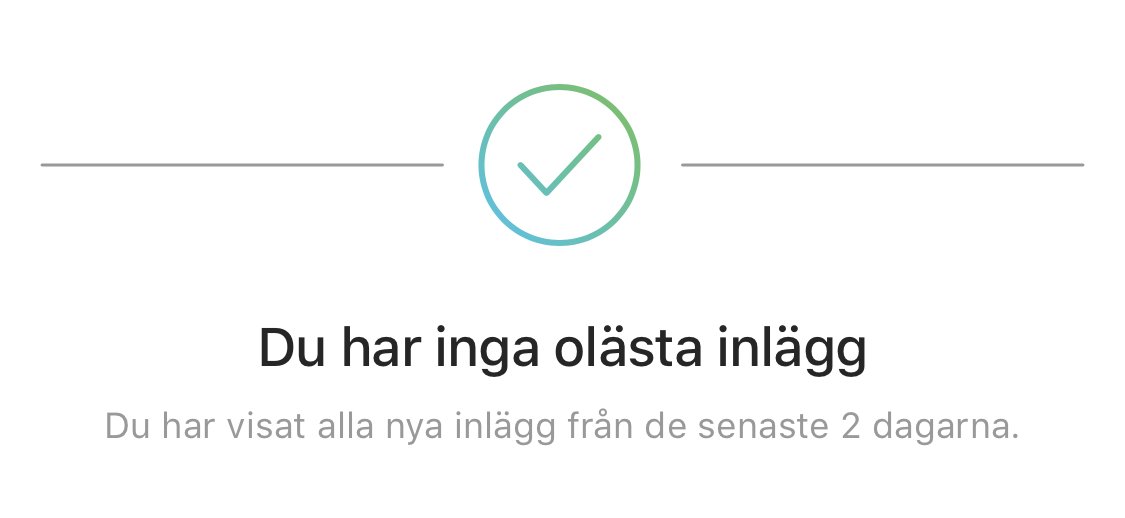 Du har inga olästa inlägg
Du har visat alla nya inlägg från de senaste 2 dagarna.